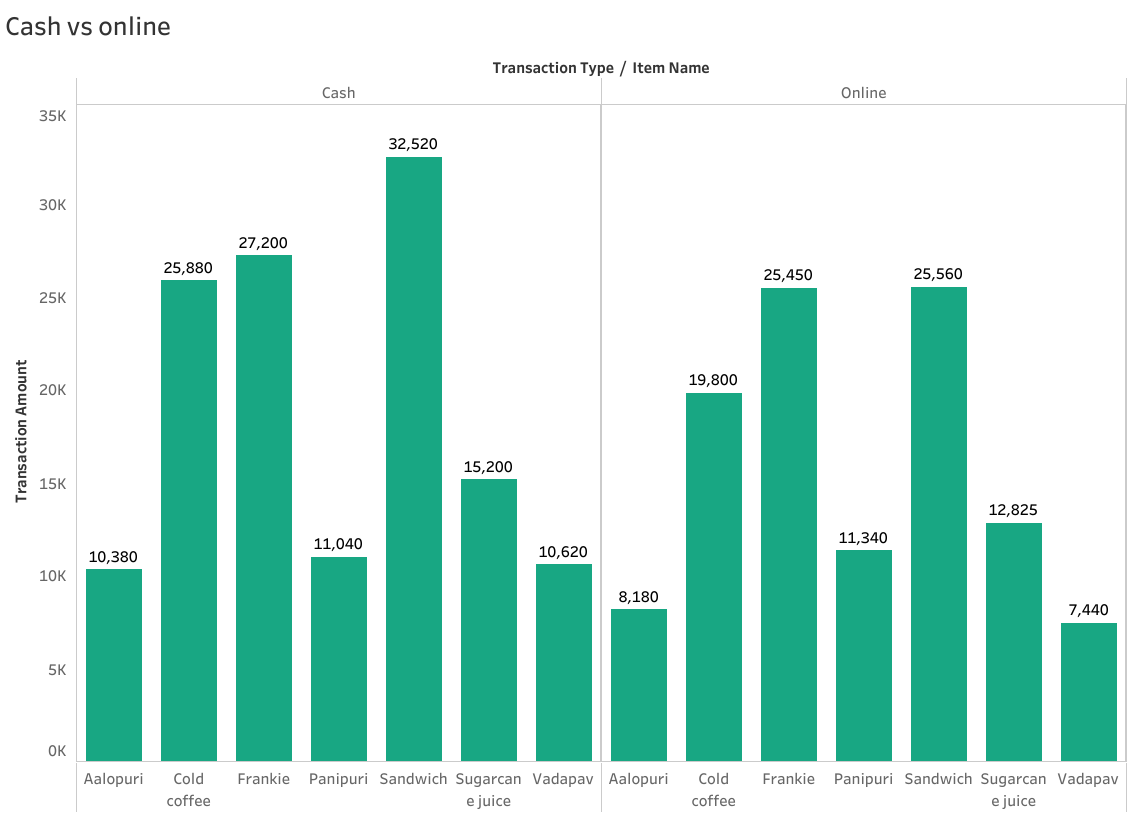 Cash vs online
Transaction Type / Item Name
Cash
Online
35K
30K
25K
20K
15K
10K
5K
0K
Transaction Amount
10,380
25,880
27,200
11,040
32,520
15,200
10,620
8,180
19,800
25,450
11,340
25,560
12,825
7,440
Aalopuri
Cold
coffee
Frankie
Panipuri
Sandwich
Sugarcan
e juice
Vadapav
Aalopuri
Cold
coffee
Frankie
Panipuri
Sandwich
Sugarcan
e juice
Vadapav